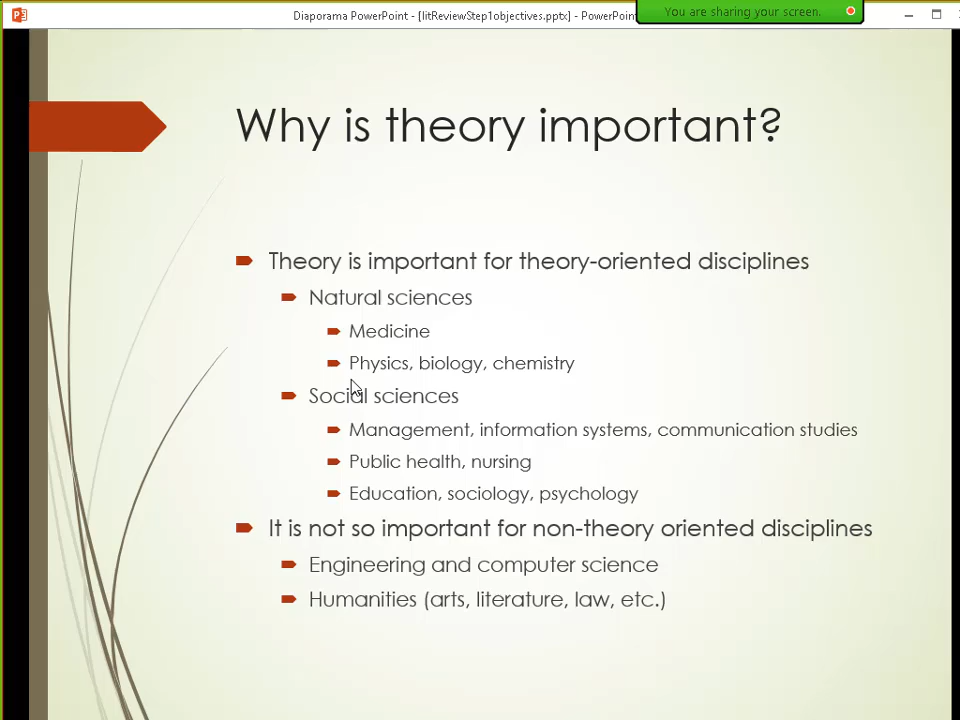 Diaporama PowerPoint - [litReviewStep1objectives.pptx] - PowerPoin
You are sharing your screen.
Why is theory important?
Theory is important for theory-oriented disciplines
Natural sciences
Medicine
Physics, biology, chemistry
Social sciences
Management, information systems, communication studies
Public health, nursing
Education, sociology, psychology
It is not so important for non-theory oriented disciplines
Engineering and computer science
Humanities (arts, literature, law, etc.)